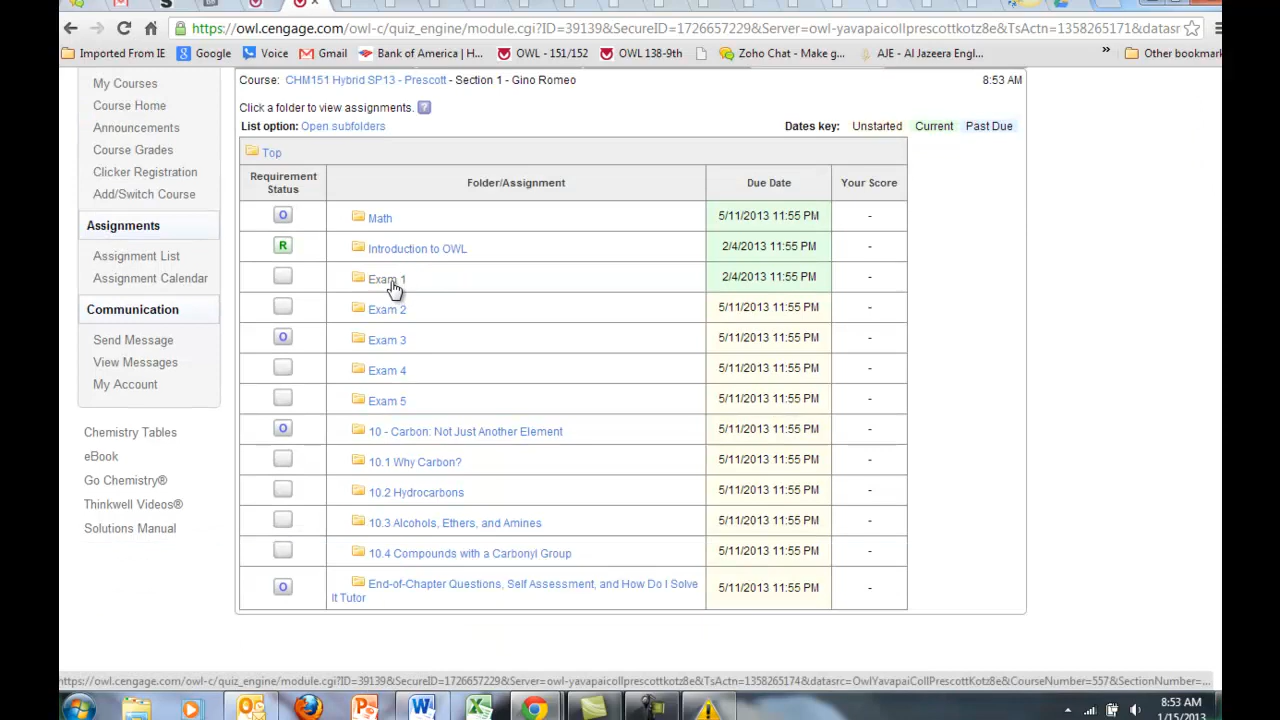 https://owl.cengage.com/owl-c/quiz_engine/module.cgi?ID=39139&SecureID=1726657229&Server=owl-yavapaicollprescottkotz8e&TsActn=1358265171&datasr
Imported From IE Google Voice Gmail Bank of America | H... OWL - 151/152 OWL 138-9th Zoho Chat - Make g... AJE - Al Jazeera Engl... » Other bookmar
My Courses
Course Home
Announcements
Course Grades
Clicker Registration
Add/Switch Course
Assignments
Assignment List
Assignment Calendar
Communication
Send Message
View Messages
My Account
Chemistry Tables
eBook
Go Chemistry®
Thinkwell Videos®
Solutions Manual
Course: CHM151 Hybrid SP13 - Prescott - Section 1 - Gino Romeo 8:53 AM
Click a folder to view assignments. ?
List option: Open subfolders Dates key: Unstarted Current Past Due
Top
Requirement Status Folder/Assignment Due Date Your Score
O Math 5/11/2013 11:55 PM -
R Introduction to OWL 2/4/2013 11:55 PM -
Exam 1 2/4/2013 11:55 PM -
Exam 2 5/11/2013 11:55 PM -
O Exam 3 5/11/2013 11:55 PM -
Exam 4 5/11/2013 11:55 PM -
Exam 5 5/11/2013 11:55 PM -
O 10 - Carbon: Not Just Another Element 5/11/2013 11:55 PM -
10.1 Why Carbon? 5/11/2013 11:55 PM -
10.2 Hydrocarbons 5/11/2013 11:55 PM -
10.3 Alcohols, Ethers, and Amines 5/11/2013 11:55 PM -
10.4 Compounds with a Carbonyl Group 5/11/2013 11:55 PM -
O End-of-Chapter Questions, Self Assessment, and How Do I Solve It Tutor 5/11/2013 11:55 PM -
https://owl.cengage.com/owl-c/quiz_engine/module.cgi?ID=39139&SecureID=1726657229&Server=owl-yavapaicollprescottkotz8e&TsActn=1358265174&datasrc=OwlYavapaiCollPrescottKotz8e&CourseNumber=557&SectionNumber=...
8:53 AM
1/15/2013